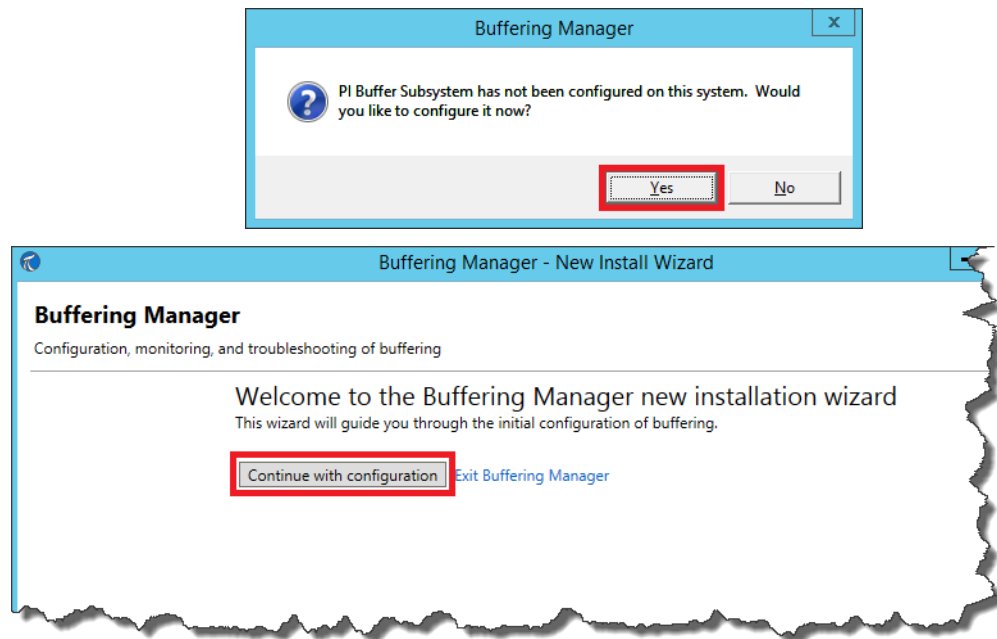 Buffering Manager
x
PI Buffer Subsystem has not been configured on this system. Would
you like to configure it now?
Yes
No
Buffering Manager - New Install Wizard
Buffering Manager
Configuration, monitoring, and troubleshooting of buffering
Welcome to the Buffering Manager new installation wizard
This wizard will guide you through the initial configuration of buffering.
Continue with configuration
Exit Buffering Manager